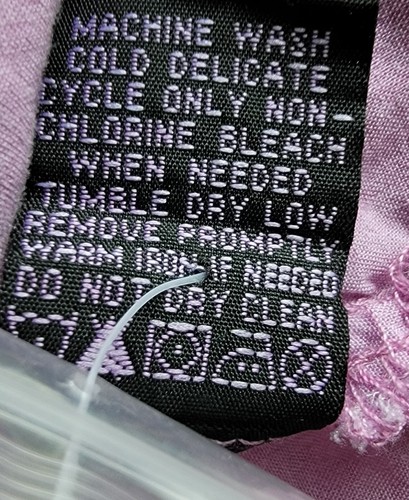 MACHINE WASH
COLD DELICATE
CYCLE ONLY NON-
CHLORINE BLEACH
WHEN NEEDED
TUMBLE DRY LOW
REMOVE PROMPTLY
WARM IRON IF NEEDED
DO NOT DRY CLEAN